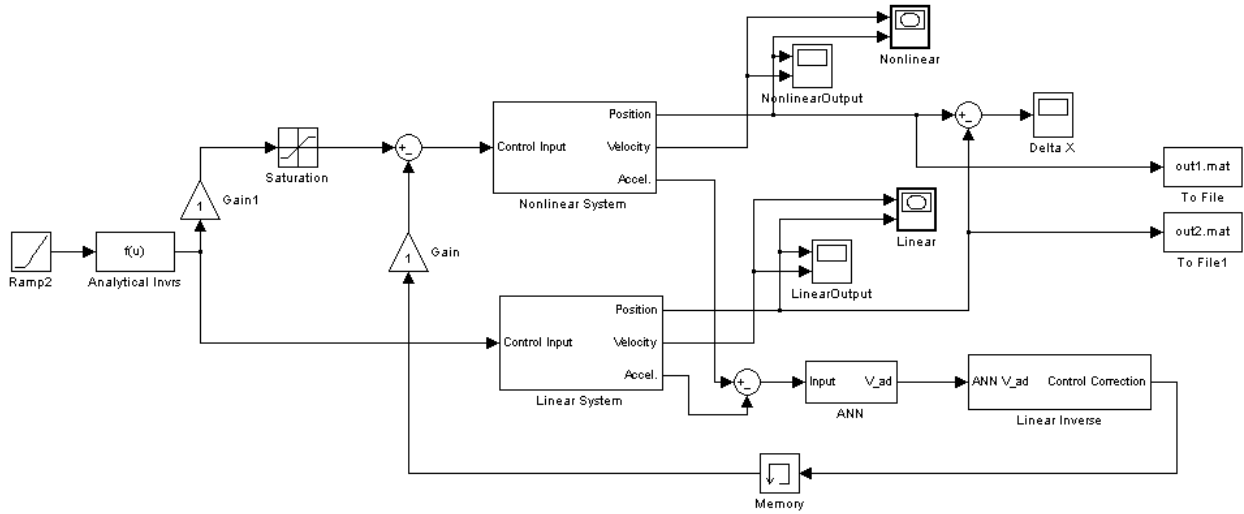 Nonlinear
NonlinearOutput
Position
Control Input
Velocity
Accel.
Nonlinear System
+
-
Delta X
out1.mat
To File
out2.mat
To File1
Saturation
+
-
1
Gain1
1
Gain
Linear
LinearOutput
Ramp2
f(u)
Analytical Invrs
Position
Control Input
Velocity
Accel.
Linear System
+
-
Input V_ad
ANN
ANN V_ad Control Correction
Linear Inverse
Memory